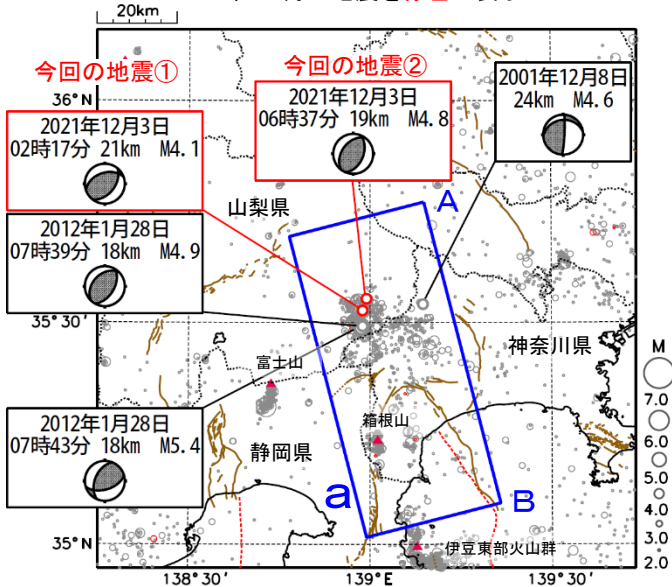 20km
今回の地震①
今回の地震②
2021年12月3日
02時17分 21km M4.1
2021年12月3日
06時37分 19km M4.8
2001年12月8日
24km M4.6
2012年1月28日
07時39分 18km M4.9
2012年1月28日
07時43分 18km M5.4
36°N
35°30'
35°N
山梨県
神奈川県
静岡県
富士山
箱根山
伊豆東部火山群
A
a
B
M
7.0
6.0
5.0
4.0
3.0
2.0
138°30'
139°E
139°30'